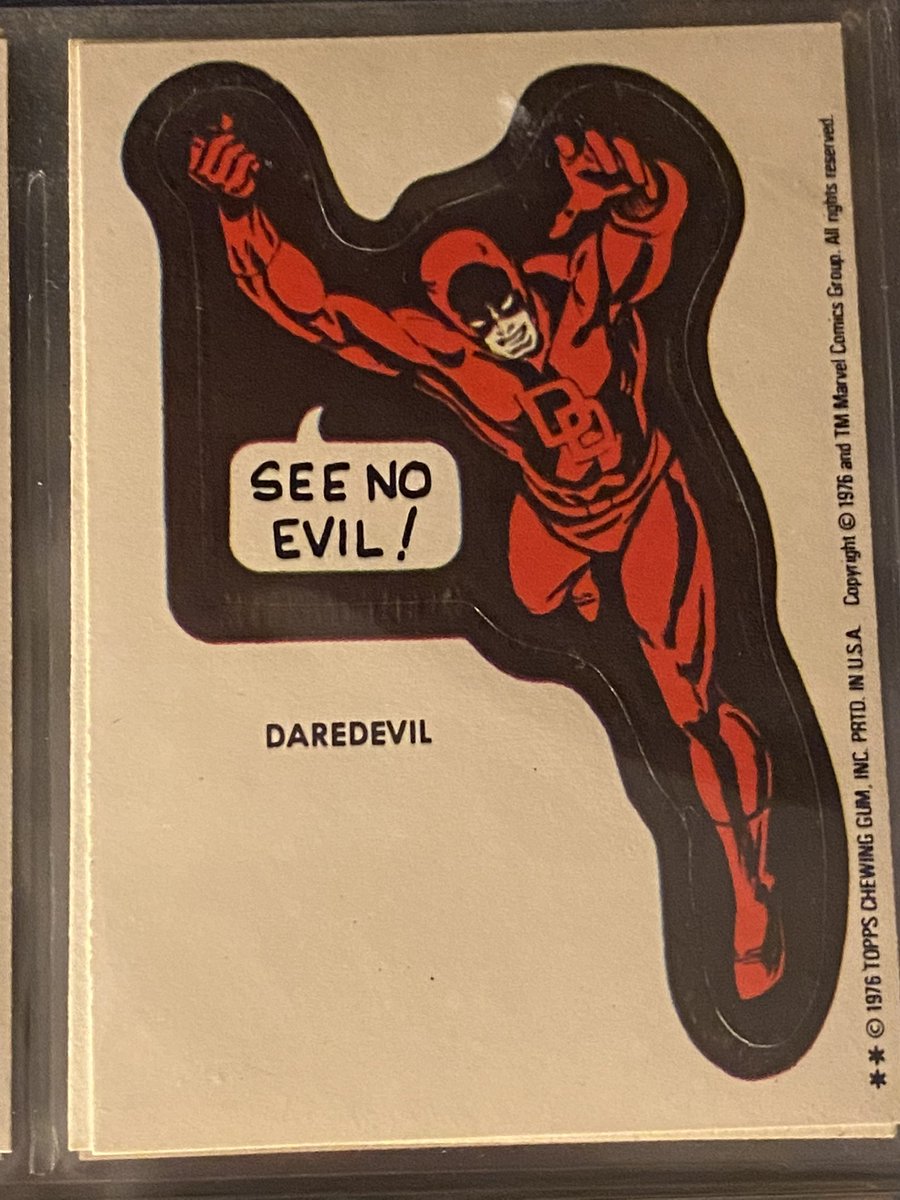 SEE NO
EVIL!
DAREDEVIL
DD
** © 1976 TOPPS CHEWING GUM, INC. PRTD. IN U.S.A. Copyright © 1976 and TM Marvel Comics Group. All rights reserved.